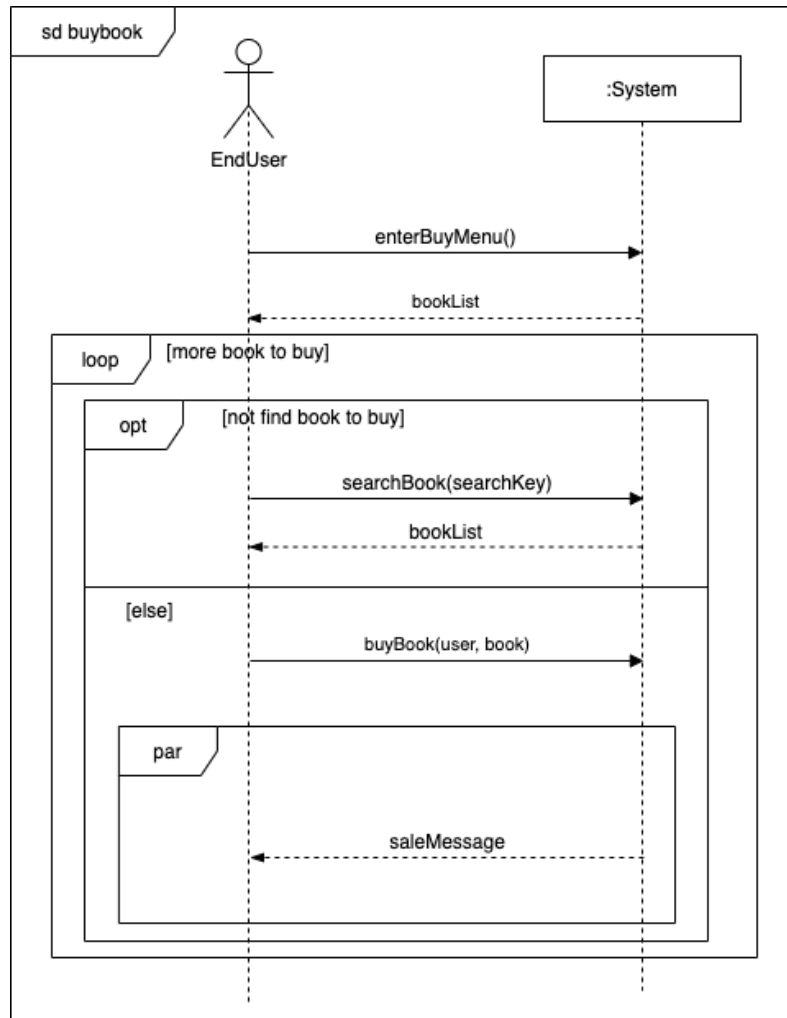 sd buybook
:System
EndUser
enterBuyMenu()
bookList
loop
[more book to buy]
opt
[not find book to buy]
searchBook(searchKey)
bookList
[else]
buyBook(user, book)
par
saleMessage